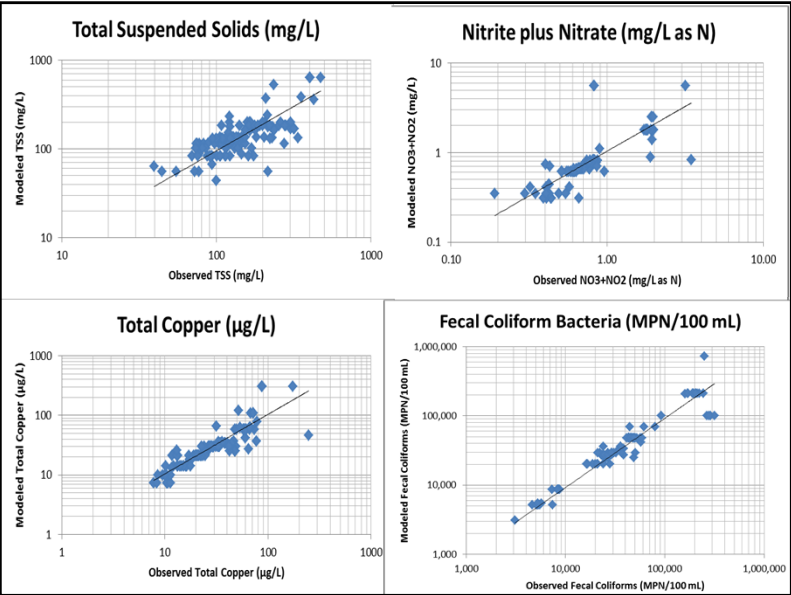 Total Suspended Solids (mg/L)
Modeled TSS (mg/L)
1000
100
10
10
100
1000
Observed TSS (mg/L)
Nitrite plus Nitrate (mg/L as N)
Modeled NO3+NO2 (mg/L)
10
1
0.1
0.10
1.00
10.00
Observed NO3+NO2 (mg/L as N)
Total Copper (µg/L)
Modeled Total Copper (µg/L)
1000
100
10
1
1
10
100
1000
Observed Total Copper (µg/L)
Fecal Coliform Bacteria (MPN/100 mL)
Modeled Fecal Coliforms (MPN/100 mL)
1,000,000
100,000
10,000
1,000
1,000
10,000
100,000
1,000,000
Observed Fecal Coliforms (MPN/100 mL)